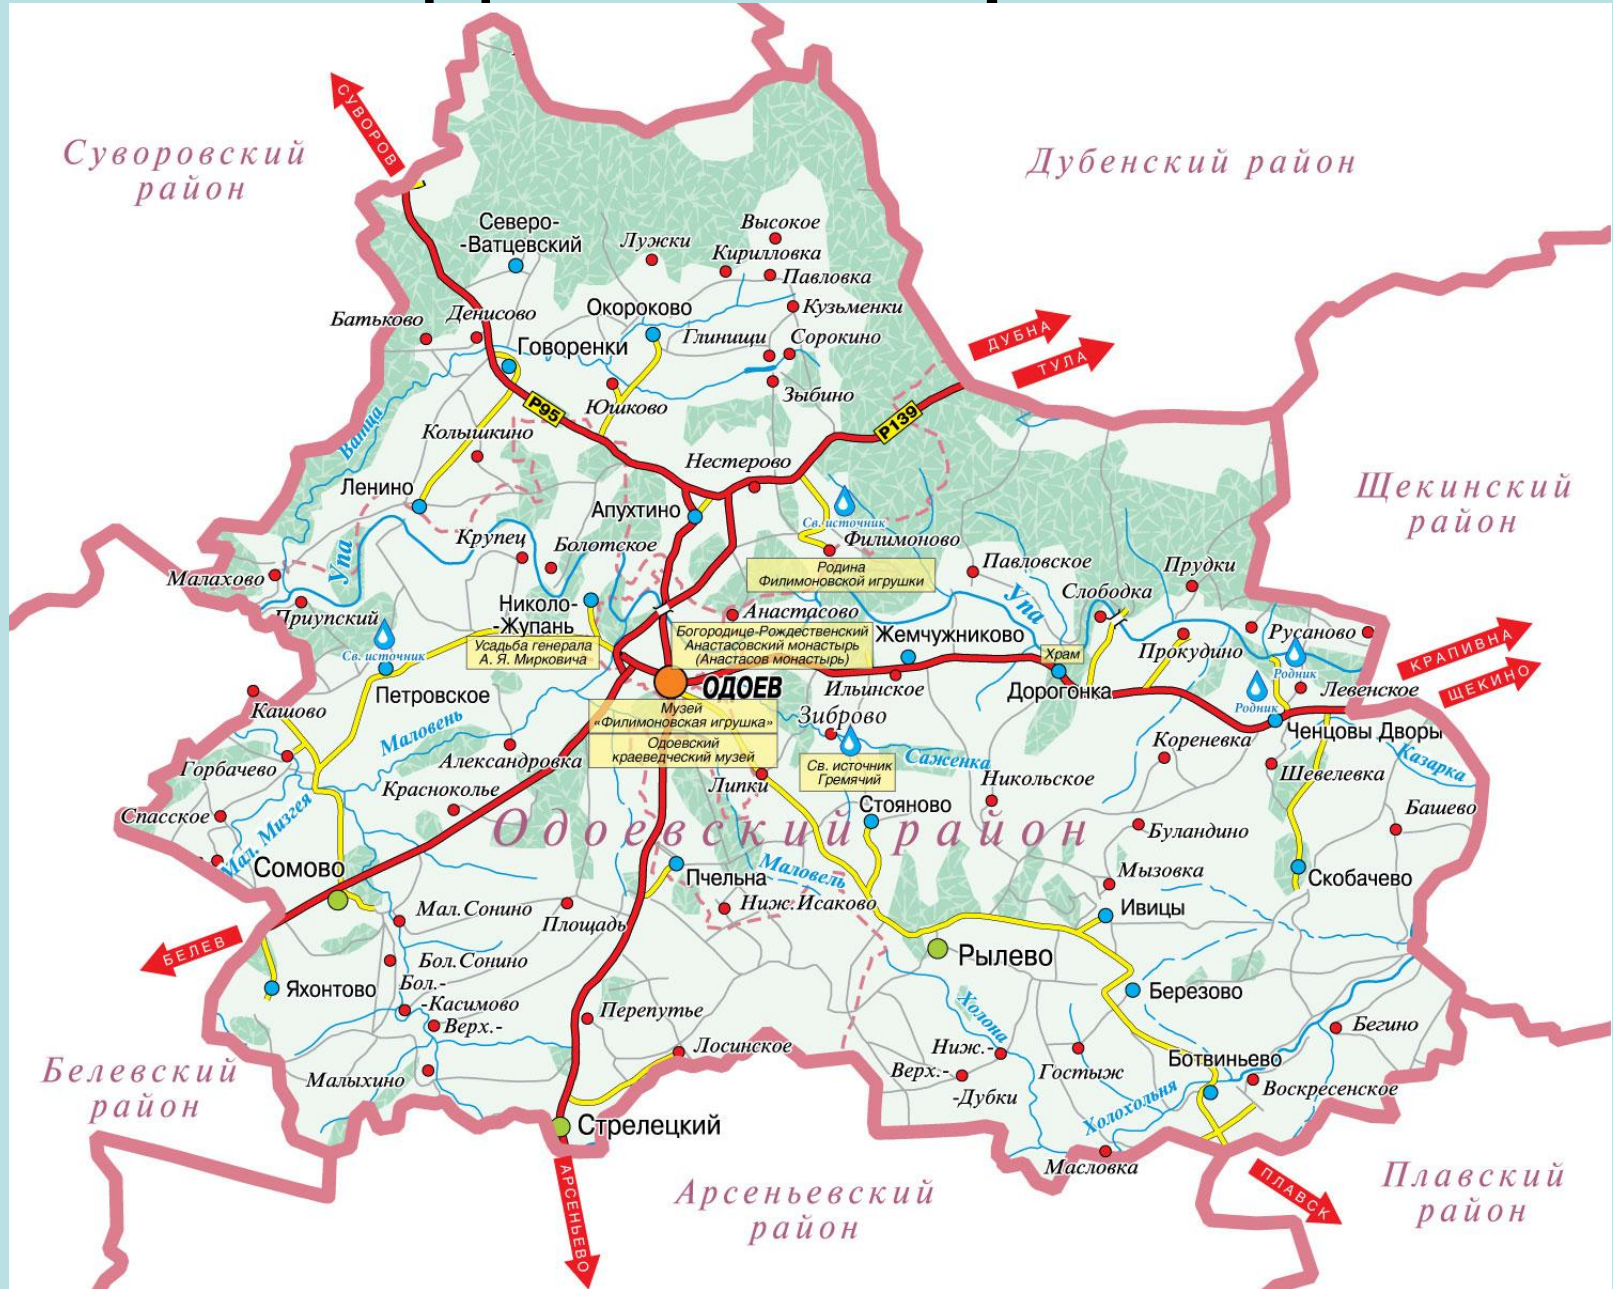 СУВОРОВ
Суворовский
район
Дубенский район
Северо-
-Ватцевский
Лужки
Высокое
Кирилловка
Павловка
Кузьменки
Окороково
Глинищи
Сорокино
Зыбино
Батьково
Денисово
Говоренки
Юшково
ДУБНА
ТУЛА
Р95
Р139
Ватца
Колышкино
Нестерово
Ленино
Апухтино
Св. источник
Филимоново
Родина
Филимоновской игрушки
Щекинский
район
Крупец
Болотское
Упа
Малахово
Приупский
Николо-
-Жупань
Усадьба генерала
А. Я. Мирковича
Св. источник
Петровское
Анастасово
Богородице-Рождественский
Анастасовский монастырь
(Анастасов монастырь)
Павловское
Упа
Слободка
Прудки
Жемчужниково
Храм
Прокудино
Русаново
Родник
Родник
Левенское
КРАПИВНА
ЩЕКИНО
ОДОЕВ
Ильинское
Дорогонка
Музей
«Филимоновская игрушка»
Одоевский
краеведческий музей
Зиброво
Св. источник
Гремячий
Саженка
Ченцовы Дворы
Кореневка
Шевелевка
Казарка
Башево
Кашово
Горбачево
Маловень
Александровка
Красноколье
Спасское
Мал. Мизгея
Липки
Стояново
Никольское
Буландино
Одоевский район
Сомово
Пчельна
Маловель
Ниж.Исаково
Мызовка
Ивицы
Скобачево
Мал.Сонино
Площадь
БЕЛЕВ
Бол.Сонино
Яхонтово
Бол.-
-Касимово
Верх.-
Рылево
Березово
Перепутье
Лосинское
Холона
Ниж.-
Верх.-
-Дубки
Гостыж
Ботвиньево
Бегино
Воскресенское
Холохольня
Малыхино
Белевский
район
Стрелецкий
Масловка
АРСЕНЬЕВО
Арсеньевский
район
ПЛАВСК
Плавский
район